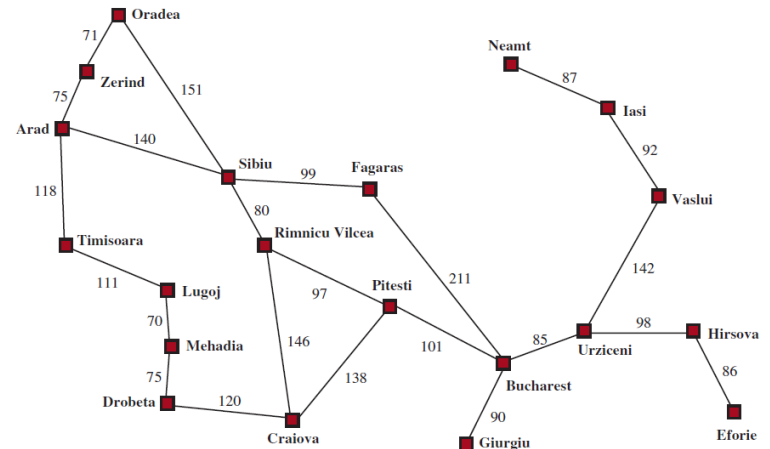 Oradea
71
Neamt
Zerind
87
75
151
Iasi
Arad
140
92
Sibiu
99
Fagaras
118
80
Vaslui
Timisoara
Rimnicu Vilcea
142
111
97
Pitesti
211
Lugoj
70
Mehadia
146
101
85
98
Hirsova
Urziceni
75
138
86
Bucharest
Drobeta
120
90
Craiova
Giurgiu
Eforie